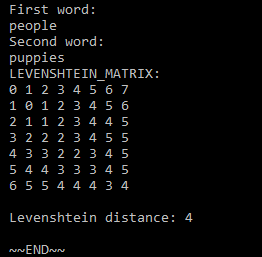 First word:
people
Second word:
puppies
LEVENSHTEIN_MATRIX:
0 1 2 3 4 5 6 7
1 0 1 2 3 4 5 6
2 1 1 2 3 4 4 5
3 2 2 2 3 4 5 5
4 3 3 2 2 3 4 5
5 4 4 3 3 3 4 5
6 5 5 4 4 4 3 4
Levenshtein distance: 4
~~END~~